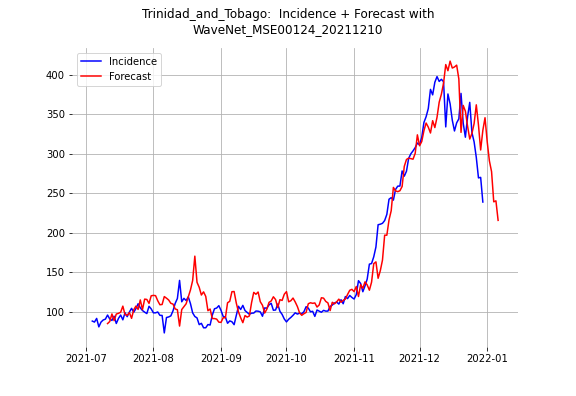 Trinidad_and_Tobago:  Incidence + Forecast with
WaveNet_MSE00124_20211210
Incidence
Forecast
400
350
300
250
200
150
100
2021-07 2021-08 2021-09 2021-10 2021-11 2021-12 2022-01